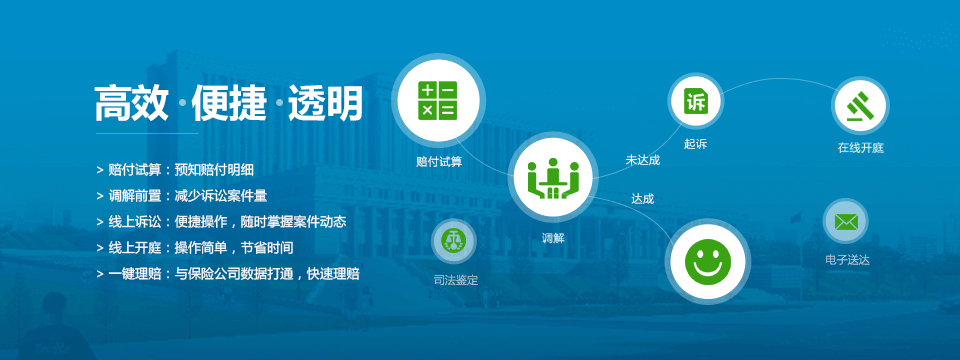 高效·便捷·透明
> 赔付试算：预知赔付明细
> 调解前置：减少诉讼案件量
> 线上诉讼：便捷操作，随时掌握案件动态
> 线上开庭：操作简单，节省时间
> 一键理赔：与保险公司数据打通，快速理赔
赔付试算
调解
未达成
达成
诉
起诉
在线开庭
司法鉴定
电子送达